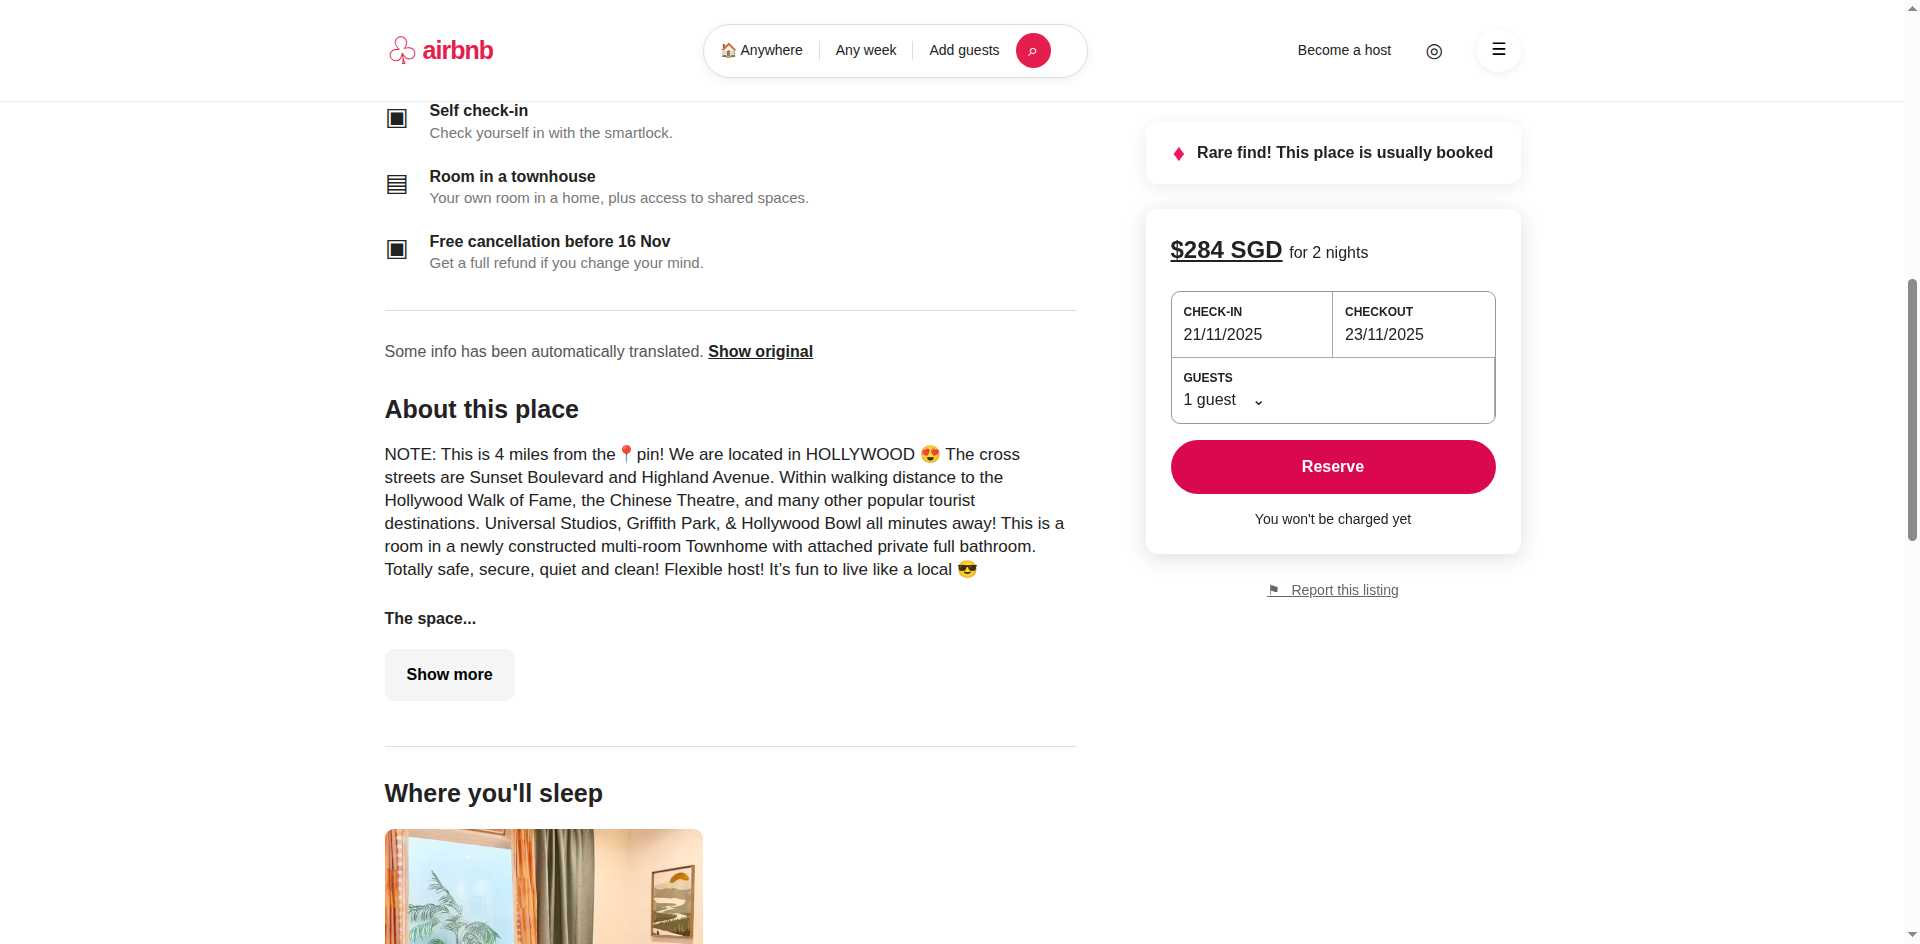 airbnb
🏠 Anywhere
Any week
Add guests
Become a host
Self check-in
Check yourself in with the smartlock.
Room in a townhouse
Your own room in a home, plus access to shared spaces.
Free cancellation before 16 Nov
Get a full refund if you change your mind.
Some info has been automatically translated. Show original
About this place
NOTE: This is 4 miles from the📍pin! We are located in HOLLYWOOD 😍 The cross
streets are Sunset Boulevard and Highland Avenue. Within walking distance to the
Hollywood Walk of Fame, the Chinese Theatre, and many other popular tourist
destinations. Universal Studios, Griffith Park, & Hollywood Bowl all minutes away! This is a
room in a newly constructed multi-room Townhome with attached private full bathroom.
Totally safe, secure, quiet and clean! Flexible host! It’s fun to live like a local 😎
The space...
Show more
Where you'll sleep
Rare find! This place is usually booked
$284 SGD for 2 nights
CHECK-IN
21/11/2025
CHECKOUT
23/11/2025
GUESTS
1 guest
Reserve
You won't be charged yet
Report this listing